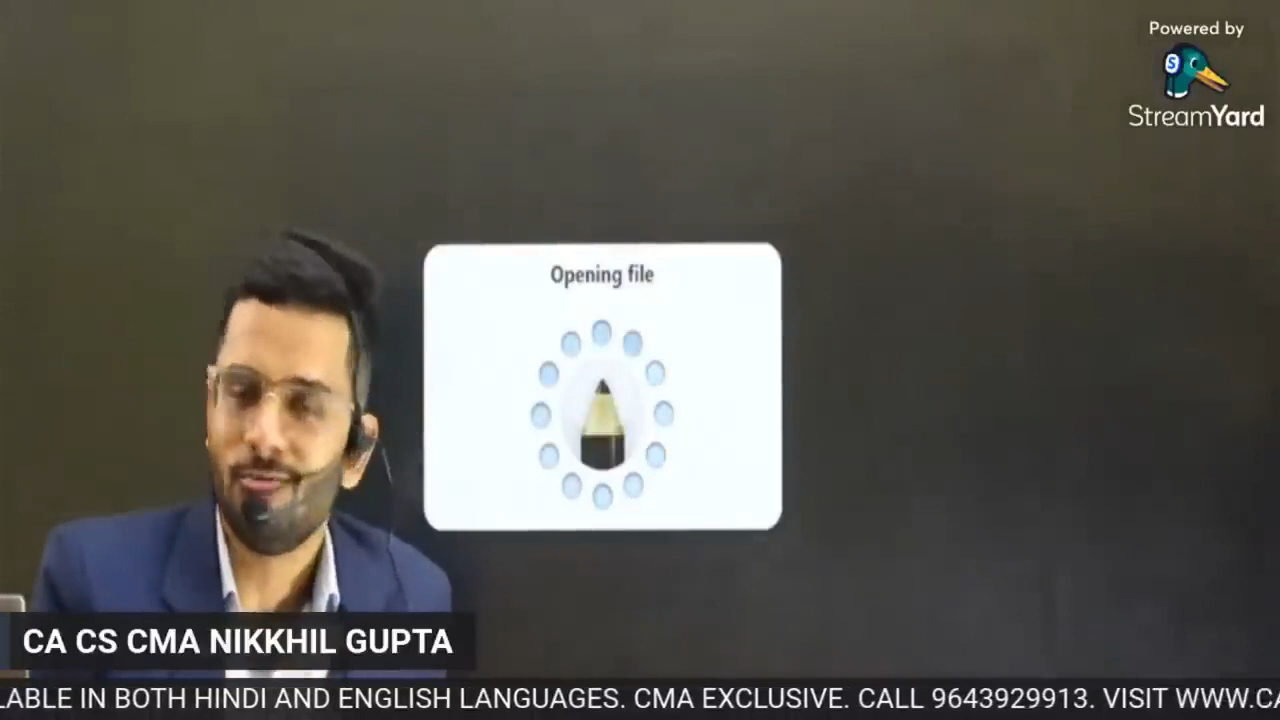 Powered by
S
StreamYard
Opening file
CA CS CMA NIKKHIL GUPTA
LABLE IN BOTH HINDI AND ENGLISH LANGUAGES. CMA EXCLUSIVE. CALL 9643929913. VISIT WWW.CA